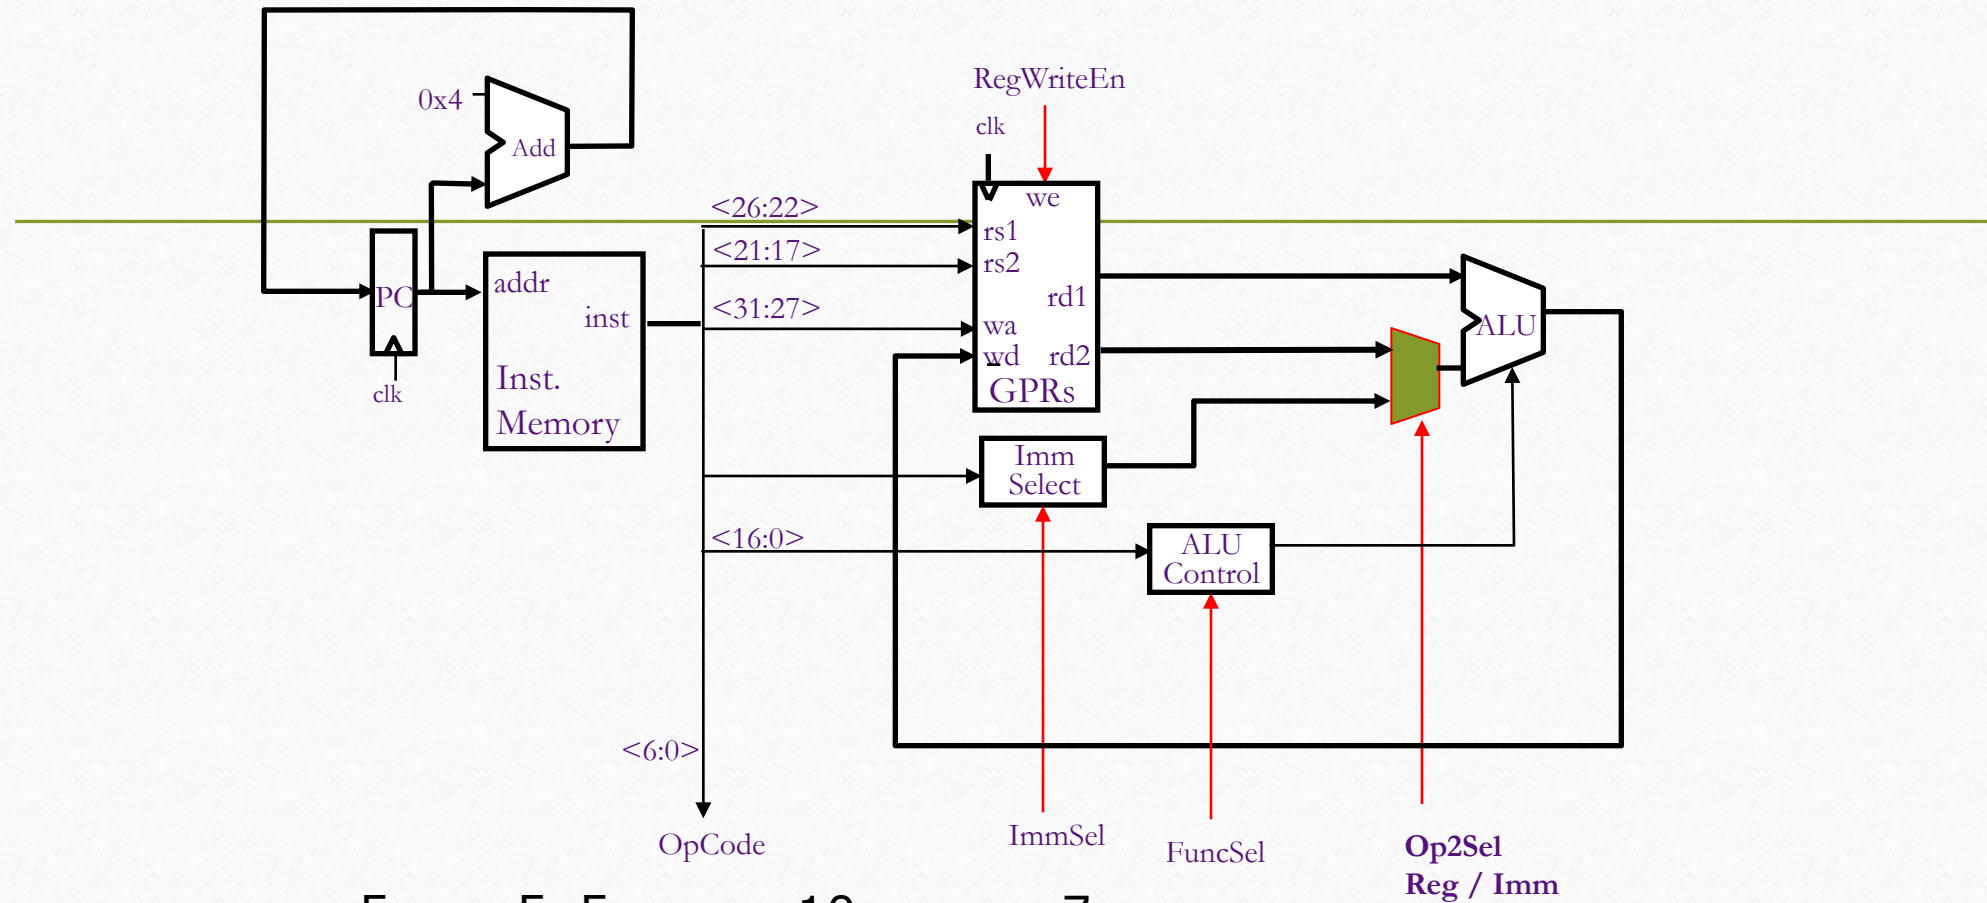 RegWriteEn
0x4
clk
Add
<26:22>
we
rs1
<21:17>
rs2
addr
PC
rd1
<31:27>
inst
wa
ALU
wd
rd2
clk
Inst.
Memory
GPRs
Imm
Select
<16:0>
ALU
Control
<6:0>
OpCode
ImmSel
FuncSel
Op2Sel
Reg / Imm